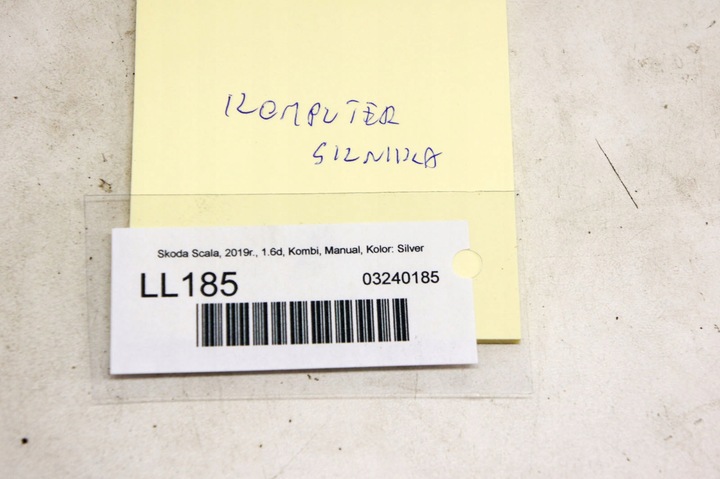 KOMPUTER
SILNIKA
Skoda Scala, 2019r., 1.6d, Kombi, Manual, Kolor: Silver
LL185
03240185